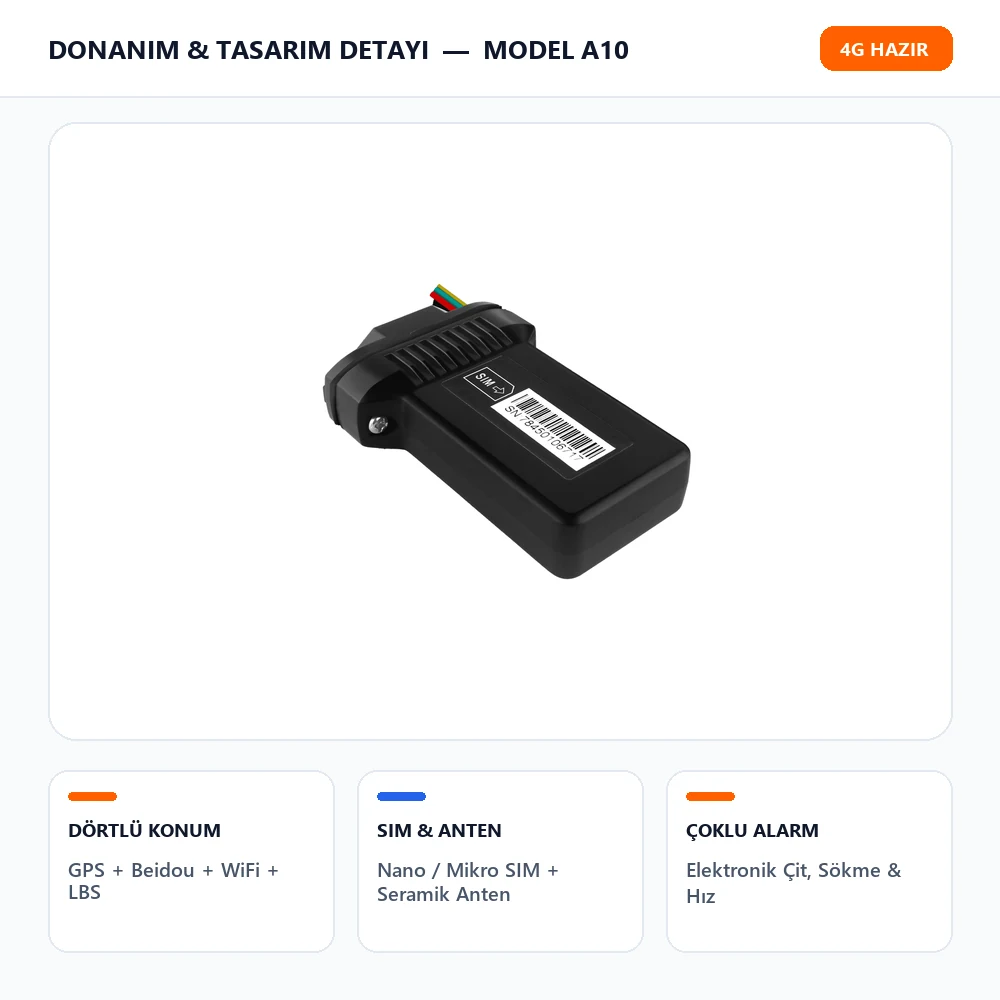 DONANIM & TASARIM DETAYI — MODEL A10
4G HAZIR
SIM
SN 78450106717
DÖRTLÜ KONUM
GPS + Beidou + WiFi +
LBS
SIM & ANTEN
Nano / Mikro SIM +
Seramik Anten
ÇOKLU ALARM
Elektronik Çit, Sökme &
Hız